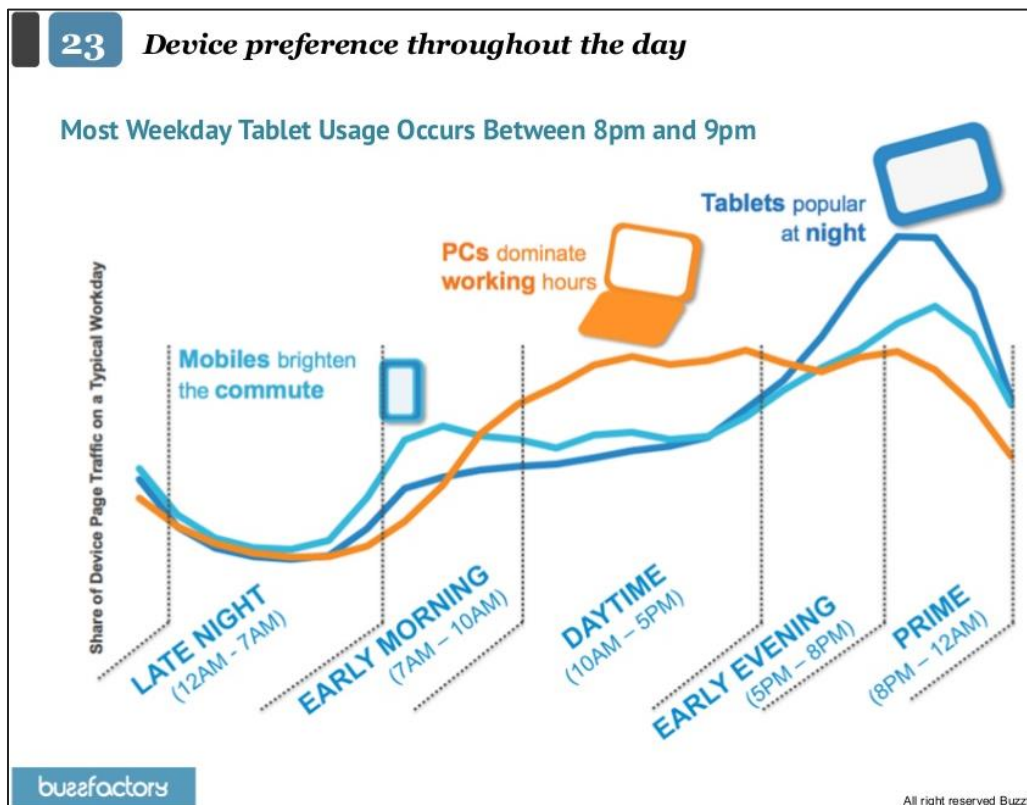 23 Device preference throughout the day
Most Weekday Tablet Usage Occurs Between 8pm and 9pm
Tablets popular
at night
PCs dominate
working hours
Mobiles brighten
the commute
Share of Device Page Traffic on a Typical Workday
LATE NIGHT
(12AM - 7AM)
EARLY MORNING
(7AM – 10AM)
DAYTIME
(10AM – 5PM)
EARLY EVENING
(5PM – 8PM)
PRIME
(8PM – 12AM)
buzzfactory
All right reserved Buzz